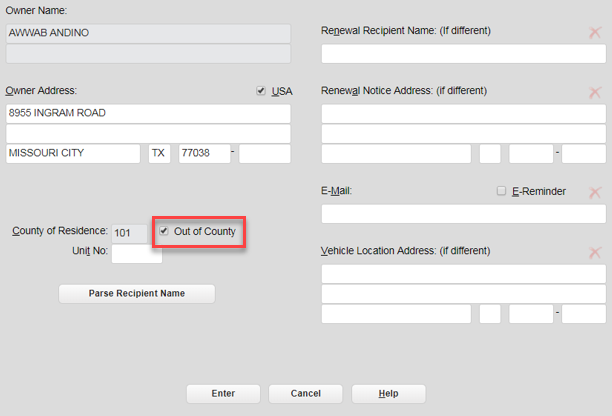 Owner Name:
AWWAB ANDINO
Owner Address:
USA
8955 INGRAM ROAD
MISSOURI CITY TX 77038 -
County of Residence: 101 Out of County
Unit No:
Parse Recipient Name
Renewal Recipient Name: (If different)
Renewal Notice Address: (if different)
-
E-Mail:
E-Reminder
Vehicle Location Address: (if different)
-
Enter Cancel Help